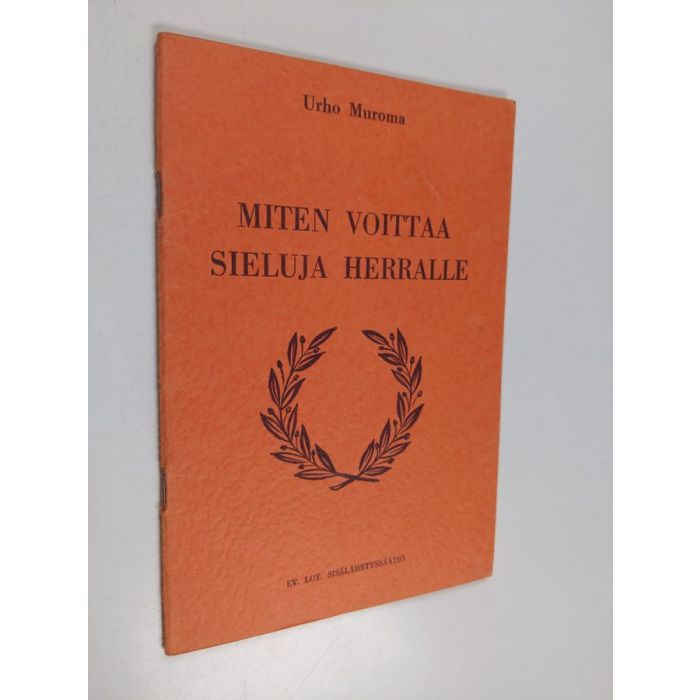 Urho Muroma
MITEN VOITTAA
SIELUJA HERRALLE
EV. LUT. SISÄLÄHETYSSÄÄTIÖ